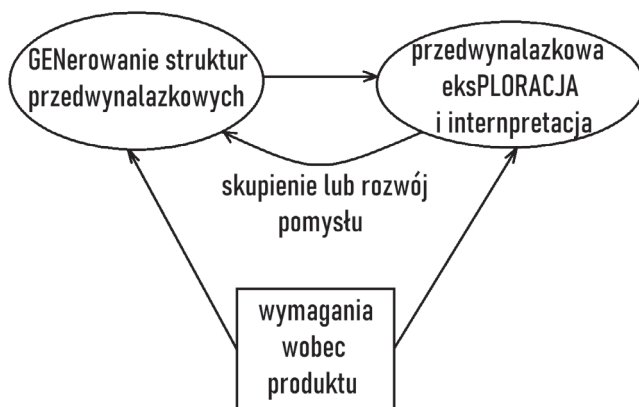 GENerowanie struktur
przedwynalazkowych
przedwynalazkowa
eksPLORACJA
i internpretacja
skupienie lub rozwój
pomysłu
wymagania
wobec
produktu